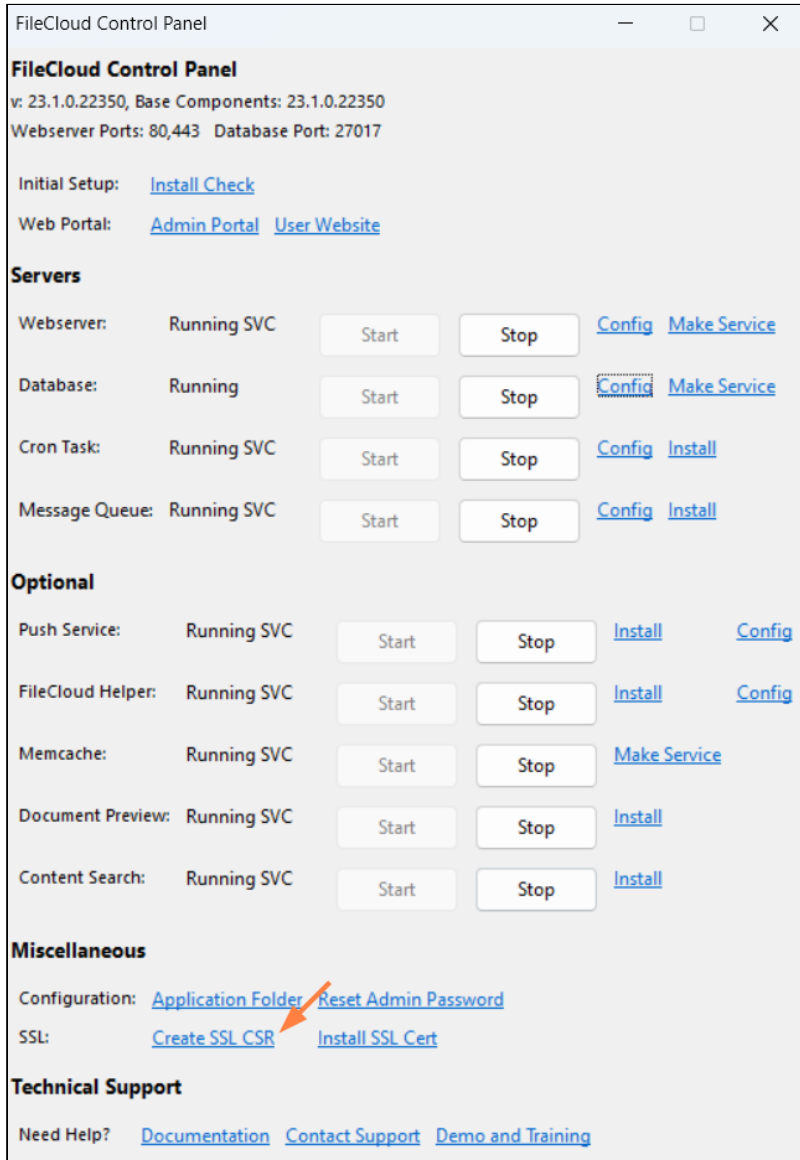 FileCloud Control Panel
FileCloud Control Panel
v: 23.1.0.22350, Base Components: 23.1.0.22350
Webserver Ports: 80,443 Database Port: 27017
Initial Setup: Install Check
Web Portal: Admin Portal User Website
Servers
Webserver: Running SVC Start Stop Config Make Service
Database: Running Start Stop Config Make Service
Cron Task: Running SVC Start Stop Config Install
Message Queue: Running SVC Start Stop Config Install
Optional
Push Service: Running SVC Start Stop Install Config
FileCloud Helper: Running SVC Start Stop Install Config
Memcache: Running SVC Start Stop Make Service
Document Preview: Running SVC Start Stop Install
Content Search: Running SVC Start Stop Install
Miscellaneous
Configuration: Application Folder Reset Admin Password
SSL: Create SSL CSR Install SSL Cert
Technical Support
Need Help? Documentation Contact Support Demo and Training